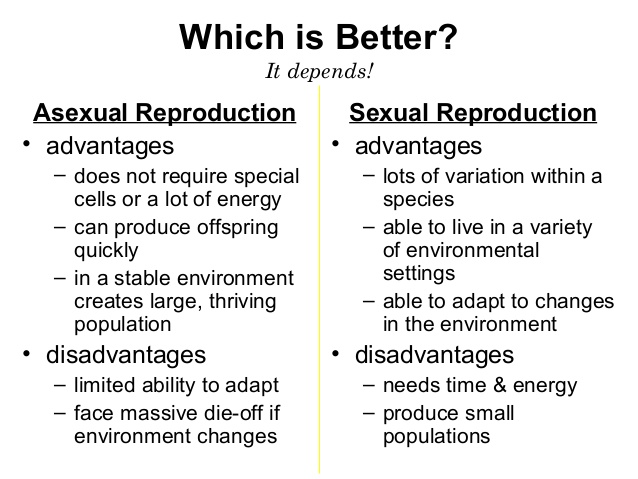 Which is Better?
It depends!
Asexual Reproduction
• advantages
– does not require special
cells or a lot of energy
– can produce offspring
quickly
– in a stable environment
creates large, thriving
population
• disadvantages
– limited ability to adapt
– face massive die-off if
environment changes
Sexual Reproduction
• advantages
– lots of variation within a
species
– able to live in a variety
of environmental
settings
– able to adapt to changes
in the environment
• disadvantages
– needs time & energy
– produce small
populations